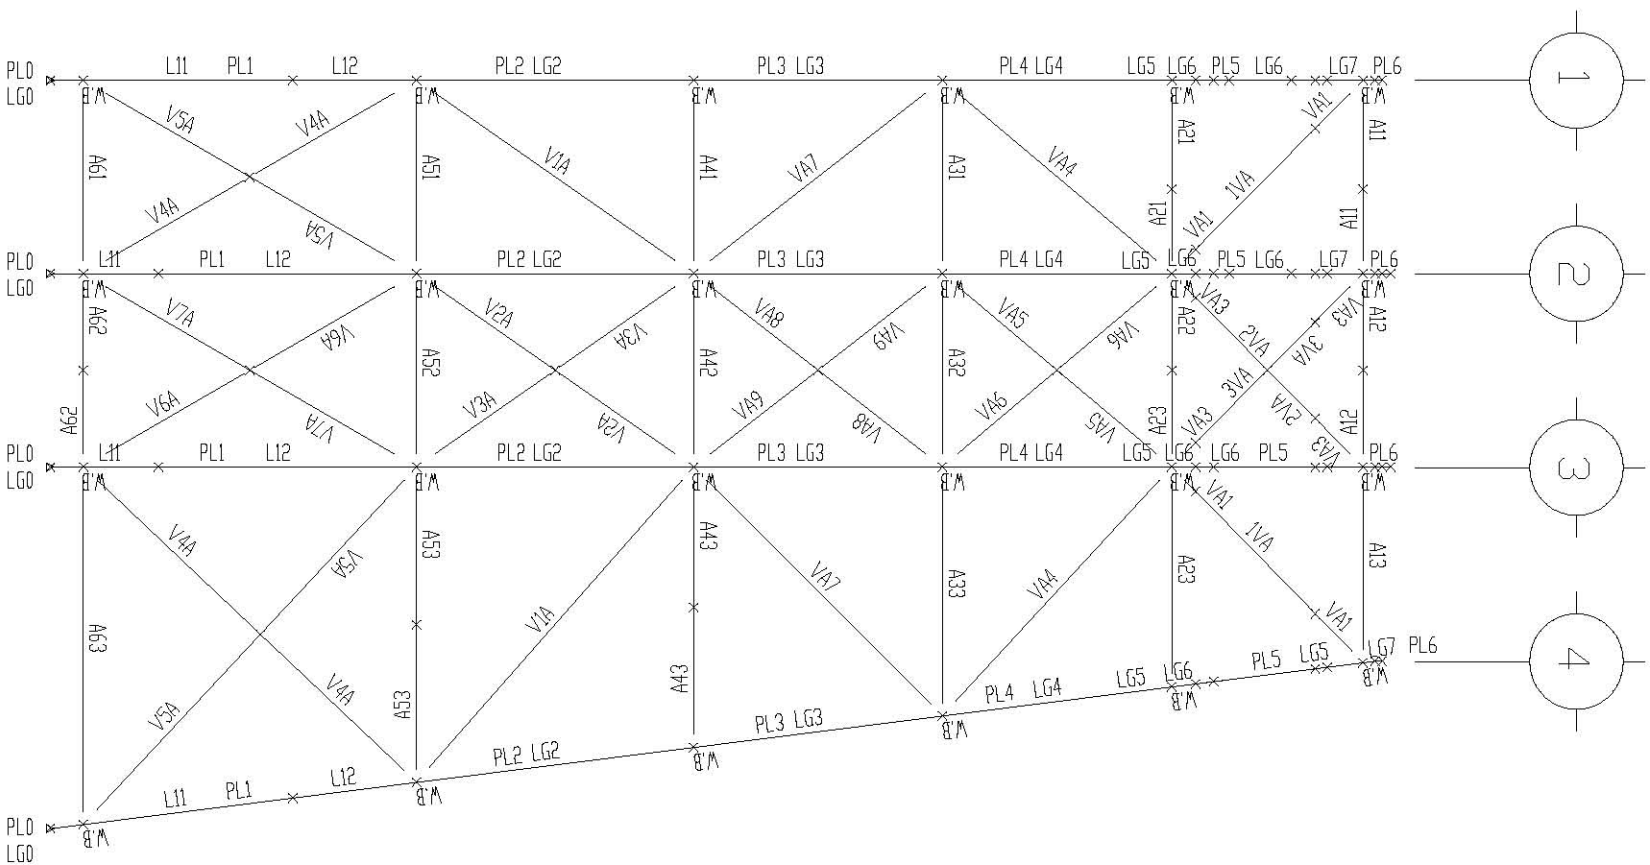 PL0 L11 PL1 L12 PL2 LG2 PL3 LG3 PL4 LG4 LG5 LG6 PL5 LG6 LG7 PL6 1
LG0 W.B W.B W.B W.B W.B W.B
V5A V4A VA1
A61 A51 V1A A41 VA7 A31 VA4 A21 A11
V4A V5A A21 VA1 1VA A11
PL0 L11 PL1 L12 PL2 LG2 PL3 LG3 PL4 LG4 LG5 LG6 PL5 LG6 LG7 PL6 2
LG0 W.B W.B W.B W.B W.B W.B
A62 V7A V6A A52 V2A V3A A42 VA8 VA9 A32 VA5 VA6 A22 VA3 2VA 3VA VA3 A12
A62 V6A V7A V3A V2A VA9 VA8 VA6 VA5 A23 VA3 3VA 2VA VA3 A12
PL0 L11 PL1 L12 PL2 LG2 PL3 LG3 PL4 LG4 LG5 LG6 LG6 PL5 PL6 3
LG0 W.B W.B W.B W.B W.B W.B
V4A V5A A53 A43 VA1 1VA A13
A63 V1A VA7 A33 VA4 A23 VA1
V5A V4A A53 A43
PL4 LG4 LG5 LG6 PL5 LG5 LG7 PL6 4
W.B W.B
PL2 LG2 PL3 LG3 W.B
L11 PL1 L12 W.B W.B
PL0 W.B
LG0